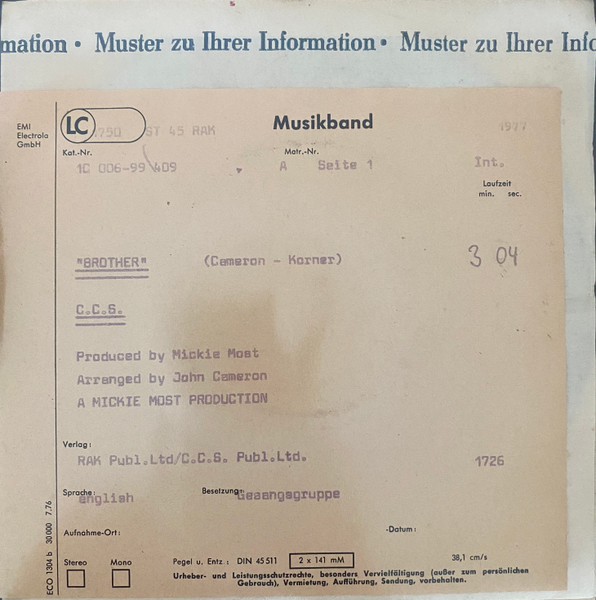 mation • Muster zu Ihrer Information • Muster zu Ihrer Info
EMI
Electrola
GmbH
LC
ST 45 RAK
Musikband
1977
Kat.-Nr.
Matr.-Nr.
1C 006-99 409
A Seite 1
Int.
Laufzeit
min. sec.
"BROTHER" (Cameron - Korner)
3 04
C.C.S.
Produced by Mickie Most
Arranged by John Cameron
A MICKIE MOST PRODUCTION
Verlag:
RAK Publ.Ltd/C.C.S. Publ.Ltd.
1726
Sprache:
english
Besetzung:
Gesangsgruppe
Aufnahme-Ort:
-Datum:
Stereo
Mono
Pegel u. Entz.: DIN 45511
2 x 141 mM
38,1 cm/s
Urheber- und Leistungsschutzrechte, besonders Vervielfältigung (außer zum persönlichen
Gebrauch), Vermietung, Aufführung, Sendung, vorbehalten.
ECO 1304 b 30 000 7.76